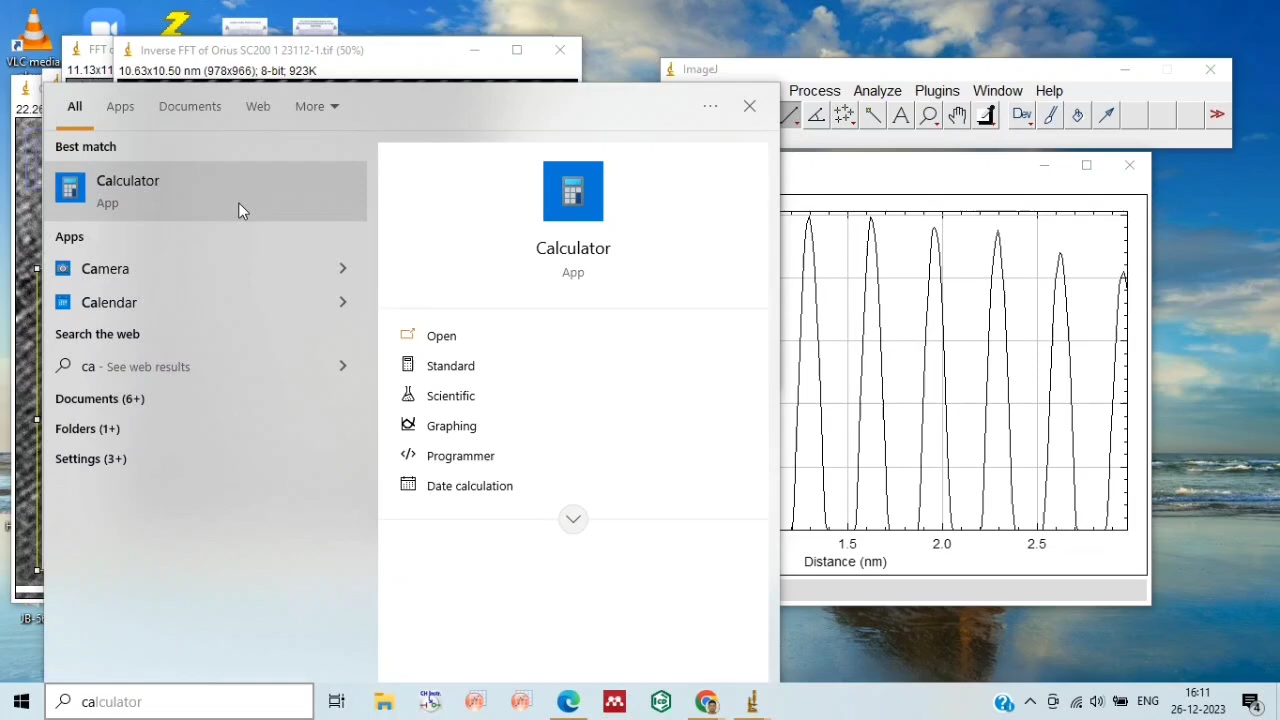 VLC media
FFT
Inverse FFT of Orius SC200 1 23112-1.tif (50%)
11.13x11
10.63x10.50 nm (978x966); 8-bit; 923K
22.26
ImageJ
Process
Analyze
Plugins
Window
Help
Dev
All
Apps
Documents
Web
More
Best match
Calculator
App
Apps
Camera
Calendar
Search the web
ca - See web results
Documents (6+)
Folders (1+)
Settings (3+)
Calculator
App
Open
Standard
Scientific
Graphing
Programmer
Date calculation
1.5
2.0
2.5
Distance (nm)
calculator
ENG
16:11
26-12-2023
4